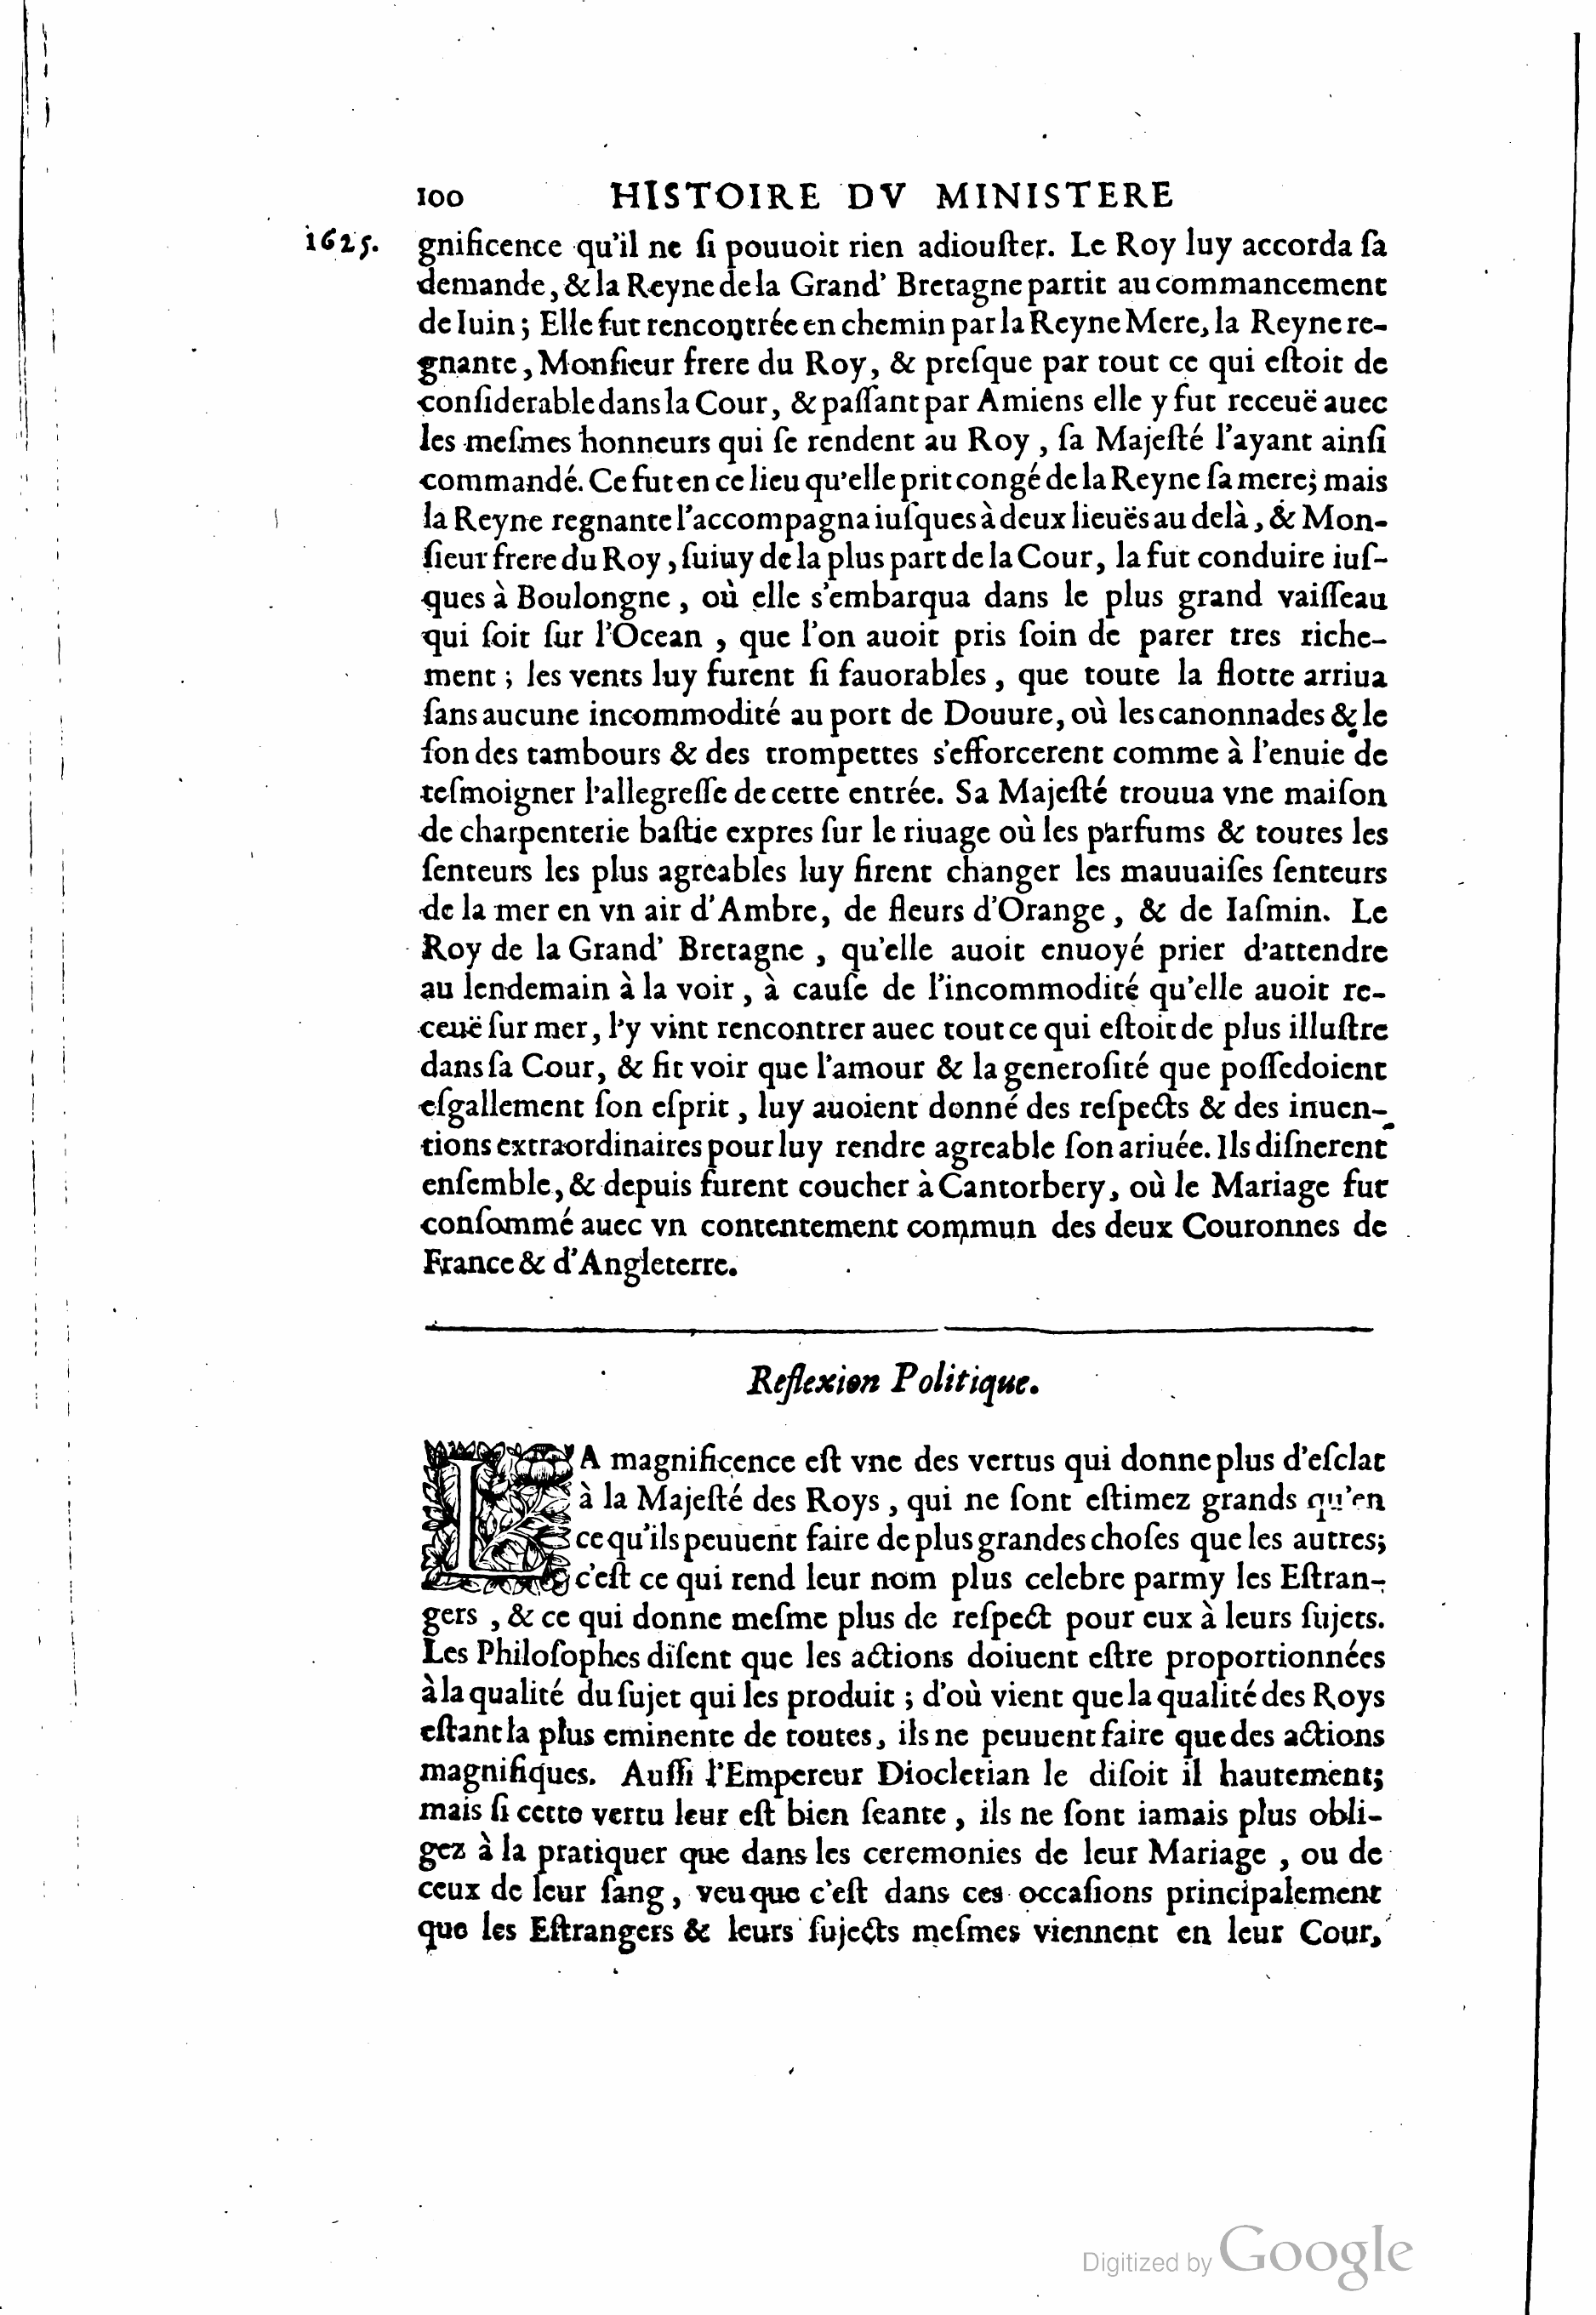 100 HISTOIRE DV MINISTERE
1625. gnificence qu'il ne ſi pouuoit rien adiouſter. Le Roy luy accorda ſa
demande, & la Reyne de la Grand' Bretagne partit au commancement
de Iuin; Elle fut rencontrée en chemin par la Reyne Mere, la Reyne re-
gnante, Monſieur frere du Roy, & preſque par tout ce qui eſtoit de
conſiderable dans la Cour, & paſſant par Amiens elle y fut receuë auec
les meſmes honneurs qui ſe rendent au Roy, ſa Majeſté l'ayant ainſi
commandé. Ce fut en ce lieu qu'elle prit congé de la Reyne ſa mere; mais
la Reyne regnante l'accompagna iuſques à deux lieuës au delà, & Mon-
ſieur frere du Roy, ſuiuy de la plus part de la Cour, la fut conduire iuſ-
ques à Boulongne, où elle s'embarqua dans le plus grand vaiſſeau
qui ſoit ſur l'Ocean, que l'on auoit pris ſoin de parer tres riche-
ment; les vents luy furent ſi fauorables, que toute la flotte arriua
ſans aucune incommodité au port de Douure, où les canonnades & le
ſon des tambours & des trompettes s'efforcerent comme à l'enuie de
teſmoigner l'allegreſſe de cette entrée. Sa Majeſté trouua vne maiſon
de charpenterie baſtie expres ſur le riuage où les parfums & toutes les
ſenteurs les plus agreables luy firent changer les mauuaiſes ſenteurs
de la mer en vn air d'Ambre, de fleurs d'Orange, & de Iaſmin. Le
Roy de la Grand' Bretagne, qu'elle auoit enuoyé prier d'attendre
au lendemain à la voir, à cauſe de l'incommodité qu'elle auoit re-
ceuë ſur mer, l'y vint rencontrer auec tout ce qui eſtoit de plus illuſtre
dans ſa Cour, & fit voir que l'amour & la generoſité que poſſedoient
eſgallement ſon eſprit, luy auoient donné des reſpects & des inuen-
tions extraordinaires pour luy rendre agreable ſon ariuée. Ils diſnerent
enſemble, & depuis furent coucher à Cantorbery, où le Mariage fut
conſommé auec vn contentement commun des deux Couronnes de
France & d'Angleterre.
Reflexion Politique.
LA magnificence eſt vne des vertus qui donne plus d'eſclat
à la Majeſté des Roys, qui ne ſont eſtimez grands qu'en
ce qu'ils peuuent faire de plus grandes choſes que les autres;
c'eſt ce qui rend leur nom plus celebre parmy les Eſtran-
gers, & ce qui donne meſme plus de reſpect pour eux à leurs ſujets.
Les Philoſophes diſent que les actions doiuent eſtre proportionnées
à la qualité du ſujet qui les produit; d'où vient que la qualité des Roys
eſtant la plus eminente de toutes, ils ne peuuent faire que des actions
magnifiques. Auſſi l'Empereur Diocletian le diſoit il hautement;
mais ſi cette vertu leur eſt bien ſeante, ils ne ſont iamais plus obli-
gez à la pratiquer que dans les ceremonies de leur Mariage, ou de
ceux de leur ſang, veu que c'eſt dans ces occaſions principalement
que les Eſtrangers & leurs ſujects meſmes viennent en leur Cour,
Digitized by Google